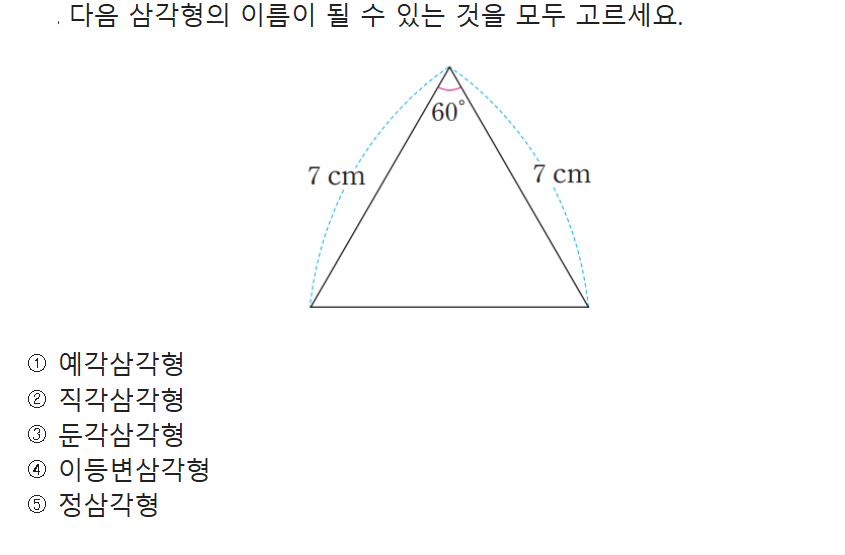 . 다음 삼각형의 이름이 될 수 있는 것을 모두 고르세요.
60°
7 cm
7 cm
① 예각삼각형
② 직각삼각형
③ 둔각삼각형
④ 이등변삼각형
⑤ 정삼각형